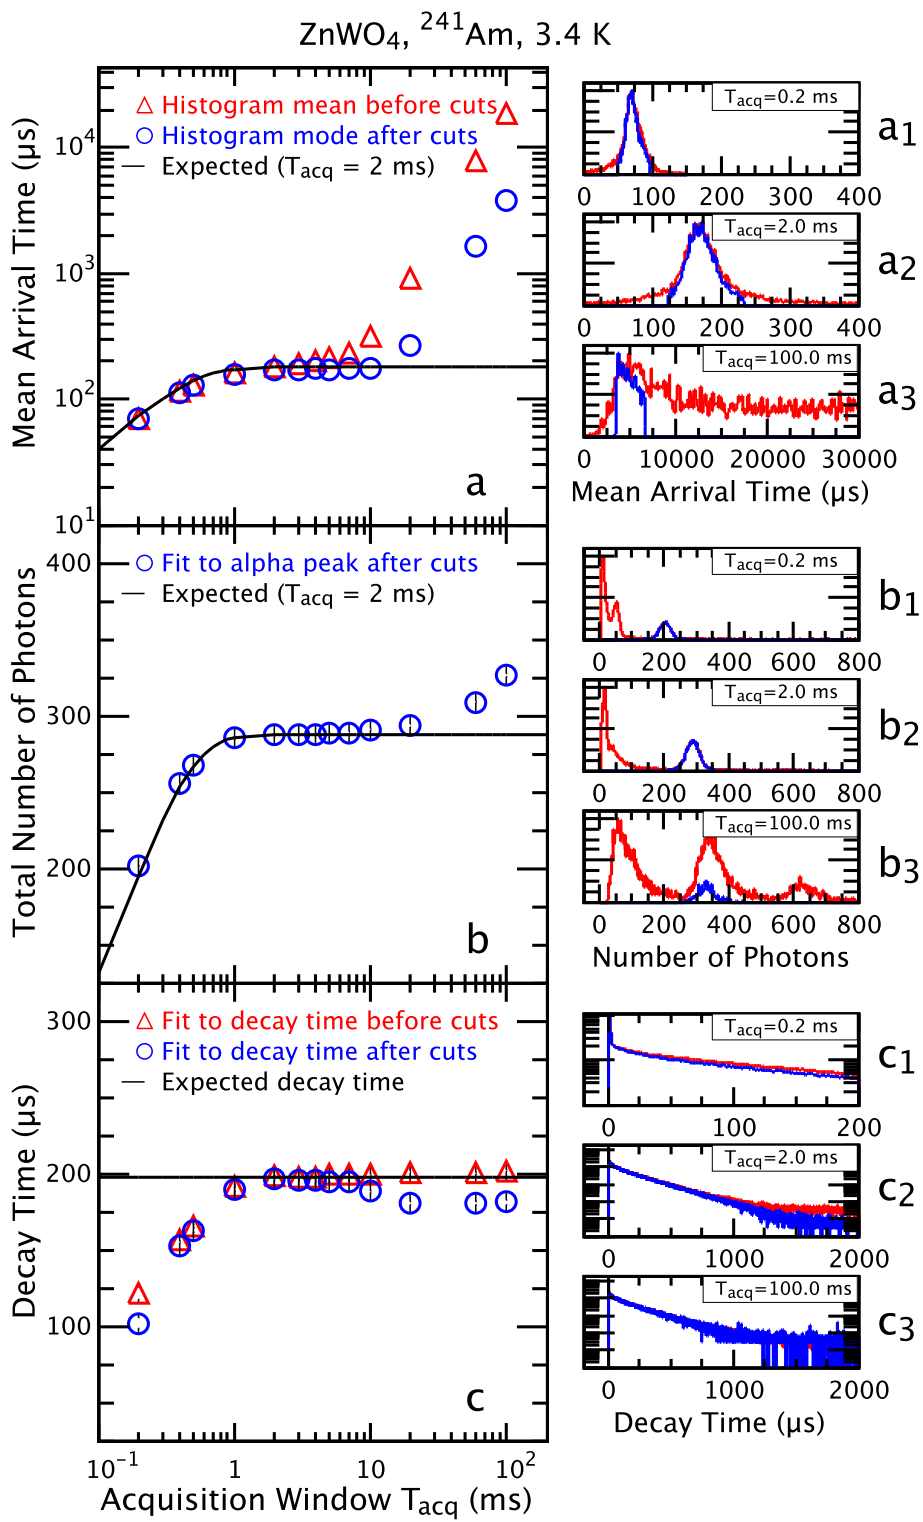 ZnWO4, 241Am, 3.4 K
Mean Arrival Time (µs)
10^4
10^3
10^2
10^1
Histogram mean before cuts
Histogram mode after cuts
Expected (Tacq = 2 ms)
a
Tacq=0.2 ms
a1
0 100 200 300 400
Tacq=2.0 ms
a2
0 100 200 300 400
Tacq=100.0 ms
a3
0 10000 20000 30000
Mean Arrival Time (µs)
Total Number of Photons
400
300
200
Fit to alpha peak after cuts
Expected (Tacq = 2 ms)
b
Tacq=0.2 ms
b1
0 200 400 600 800
Tacq=2.0 ms
b2
0 200 400 600 800
Tacq=100.0 ms
b3
0 200 400 600 800
Number of Photons
Decay Time (µs)
300
200
100
Fit to decay time before cuts
Fit to decay time after cuts
Expected decay time
c
10^−1 1 10 10^2
Acquisition Window Tacq (ms)
Tacq=0.2 ms
c1
0 100 200
Tacq=2.0 ms
c2
0 1000 2000
Tacq=100.0 ms
c3
0 1000 2000
Decay Time (µs)